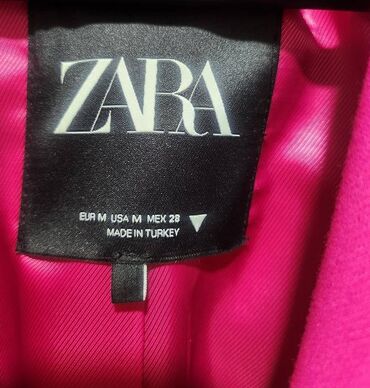 ZARA
EUR M USA M MEX 28
MADE IN TURKEY